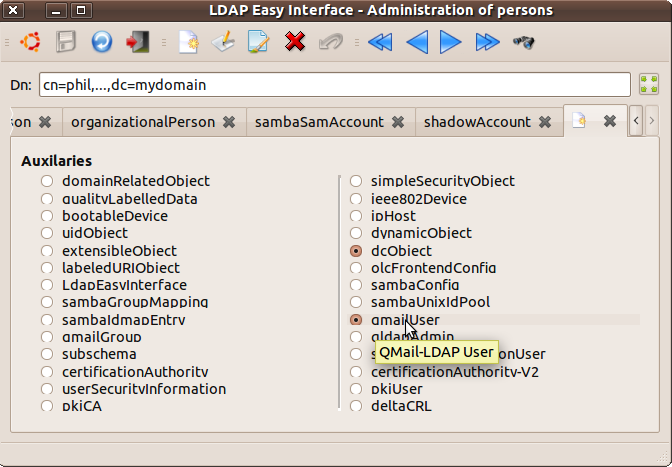 LDAP Easy Interface - Administration of persons
Dn: cn=phil,...,dc=mydomain
son organizationalPerson sambaSamAccount shadowAccount
Auxilaries
domainRelatedObject simpleSecurityObject
qualityLabelledData ieee802Device
bootableDevice ipHost
uidObject dynamicObject
extensibleObject dcObject
labeledURIObject olcFrontendConfig
LdapEasyInterface sambaConfig
sambaGroupMapping sambaUnixIdPool
sambaIdmapEntry qmailUser
qmailGroup qldapAdmin
subschema onUser
QMail-LDAP User
certificationAuthority certificationAuthority-V2
userSecurityInformation pkiUser
pkiCA deltaCRL